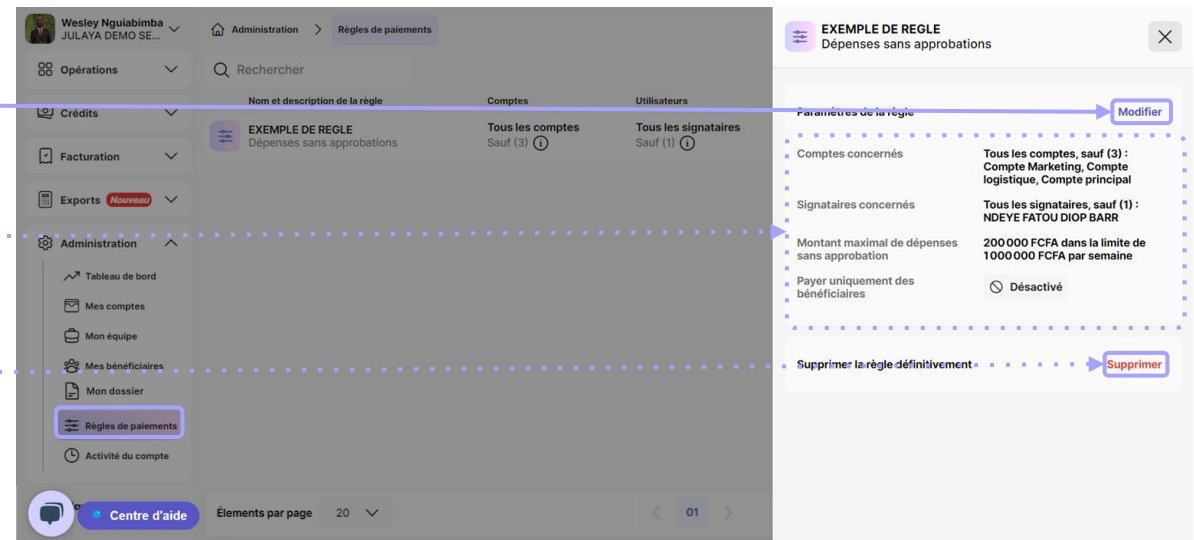 Wesley Nguiabimba
JULAYA DEMO SE...
Opérations
Crédits
Facturation
Exports Nouveau
Administration
Tableau de bord
Mes comptes
Mon équipe
Mes bénéficiaires
Mon dossier
Règles de paiements
Activité du compte
Centre d'aide
Administration > Règles de paiements
Rechercher
Nom et description de la règle Comptes Utilisateurs
EXEMPLE DE REGLE Tous les comptes Tous les signataires
Dépenses sans approbations Sauf (3) Sauf (1)
Élements par page 20 < 01 >
EXEMPLE DE REGLE
Dépenses sans approbations
Paramètres de la règle Modifier
Comptes concernés Tous les comptes, sauf (3) :
Compte Marketing, Compte
logistique, Compte principal
Signataires concernés Tous les signataires, sauf (1) :
NDEYE FATOU DIOP BARR
Montant maximal de dépenses 200 000 FCFA dans la limite de
sans approbation 1 000 000 FCFA par semaine
Payer uniquement des
bénéficiaires Désactivé
Supprimer la règle définitivement Supprimer